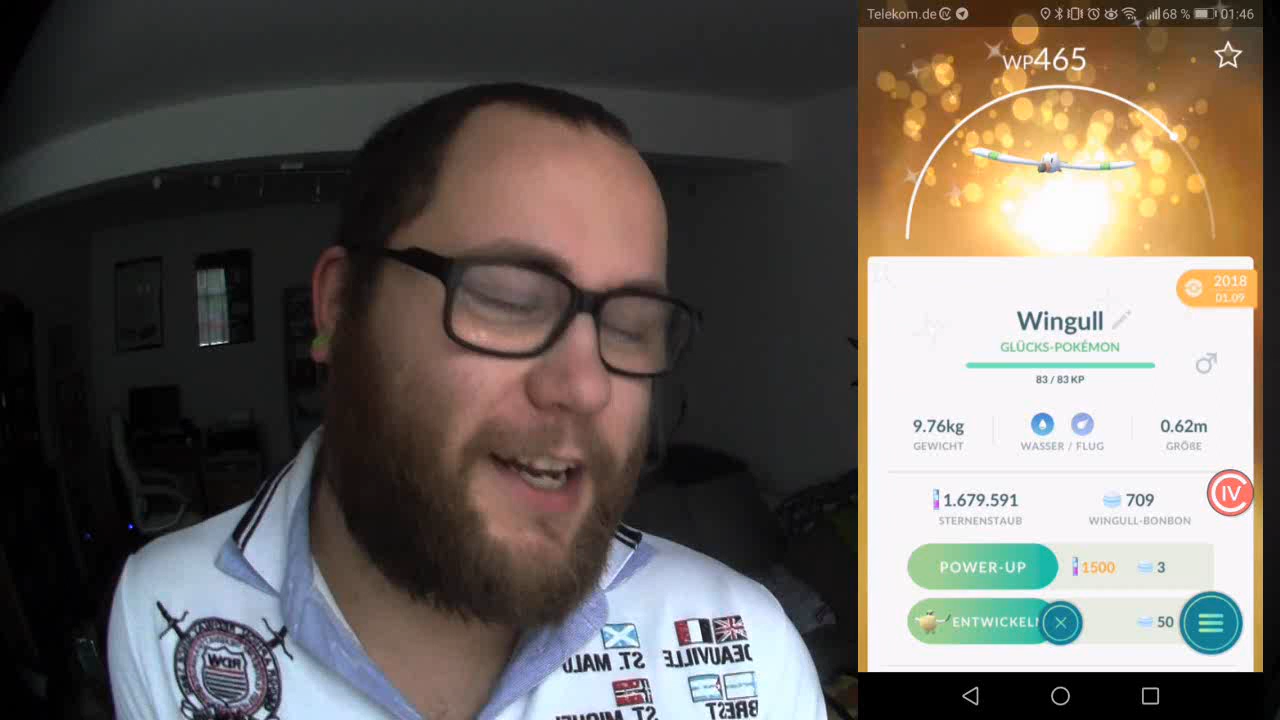 Telekom.de
68 %
01:46
WP465
2018
01.09
Wingull
GLÜCKS-POKÉMON
83 / 83 KP
9.76kg
GEWICHT
WASSER / FLUG
0.62m
GRÖẞE
1.679.591
STERNENSTAUB
709
WINGULL-BONBON
IV
POWER-UP
1500
3
ENTWICKELN
50
ST. MALO
DEAUVILLE
BREST